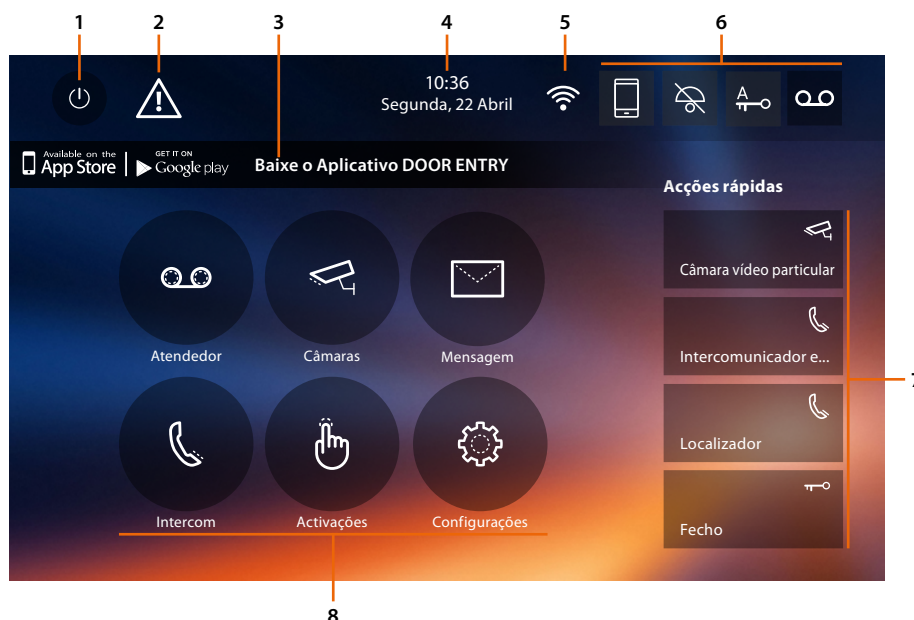 1 2 3 4 5 6
10:36
Segunda, 22 Abril
A
Available on the
App Store
GET IT ON
Google play
Baixe o Aplicativo DOOR ENTRY
Acções rápidas
Câmara vídeo particular
Intercomunicador e...
Localizador
Fecho
7
Atendedor
Câmaras
Mensagem
Intercom
Activações
Configurações
8